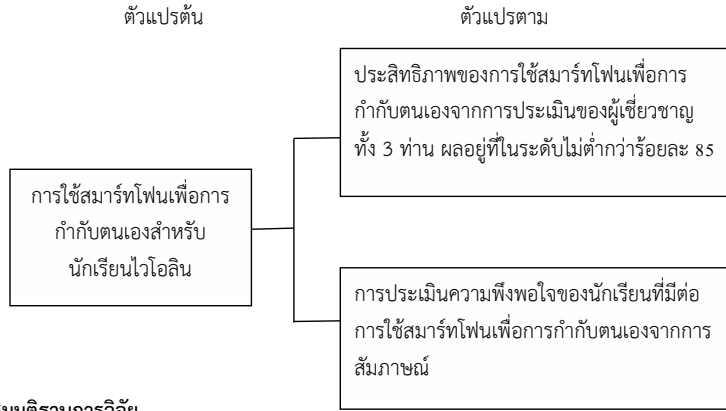 ตัวแปรต้น
ตัวแปรตาม
ประสิทธิภาพของการใช้สมาร์ทโฟนเพื่อการ
กำกับตนเองจากการประเมินของผู้เชี่ยวชาญ
ทั้ง 3 ท่าน ผลอยู่ที่ในระดับไม่ต่ำกว่าร้อยละ 85
การใช้สมาร์ทโฟนเพื่อการ
กำกับตนเองสำหรับ
นักเรียนไวโอลิน
การประเมินความพึงพอใจของนักเรียนที่มีต่อ
การใช้สมาร์ทโฟนเพื่อการกำกับตนเองจากการ
สัมภาษณ์